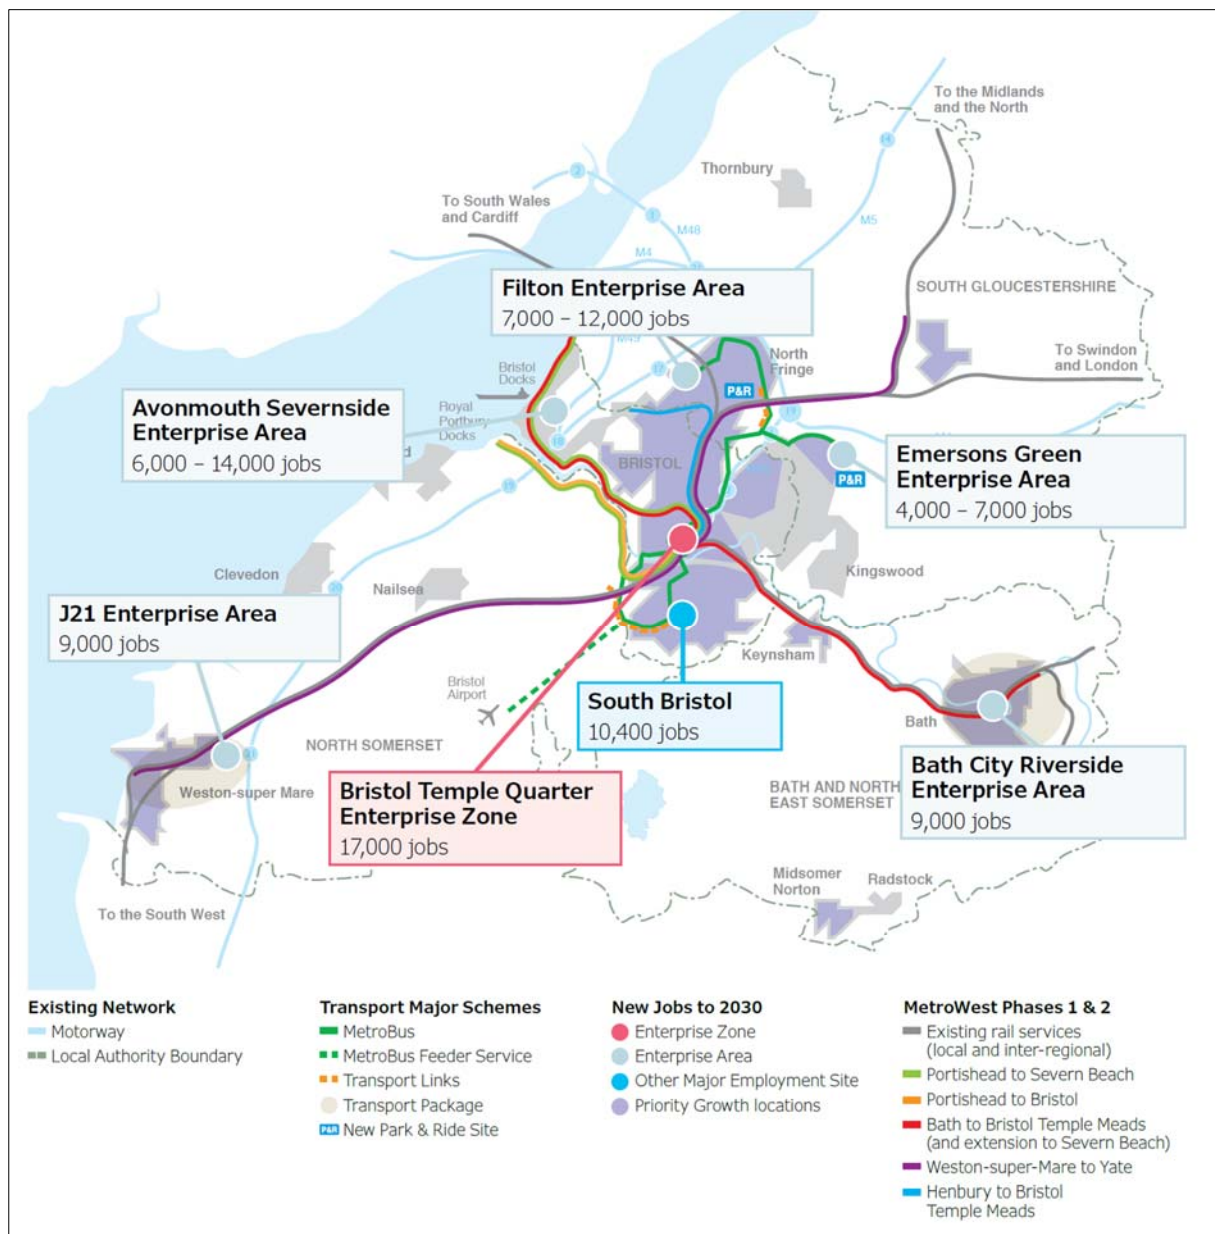 To the Midlands
and the North
14
Thornbury
2
To South Wales
and Cardiff
1
M5
M48
M4
Filton Enterprise Area
7,000 – 12,000 jobs
SOUTH GLOUCESTERSHIRE
17
North
Fringe
To Swindon
and London
Bristol
Docks
P&R
Avonmouth Severnside
Enterprise Area
6,000 – 14,000 jobs
Royal
Portbury
Docks
18
19
BRISTOL
Emersons Green
Enterprise Area
4,000 – 7,000 jobs
P&R
19
Clevedon
20
Nailsea
Kingswood
J21 Enterprise Area
9,000 jobs
Keynsham
Bristol
Airport
South Bristol
10,400 jobs
Bath
NORTH SOMERSET
21
Weston-super Mare
Bristol Temple Quarter
Enterprise Zone
17,000 jobs
BATH AND NORTH
EAST SOMERSET
Bath City Riverside
Enterprise Area
9,000 jobs
Midsomer
Norton
Radstock
To the South West
Existing Network
Motorway
Local Authority Boundary
Transport Major Schemes
MetroBus
MetroBus Feeder Service
Transport Links
Transport Package
P&R New Park & Ride Site
New Jobs to 2030
Enterprise Zone
Enterprise Area
Other Major Employment Site
Priority Growth locations
MetroWest Phases 1 & 2
Existing rail services
(local and inter-regional)
Portishead to Severn Beach
Portishead to Bristol
Bath to Bristol Temple Meads
(and extension to Severn Beach)
Weston-super-Mare to Yate
Henbury to Bristol
Temple Meads